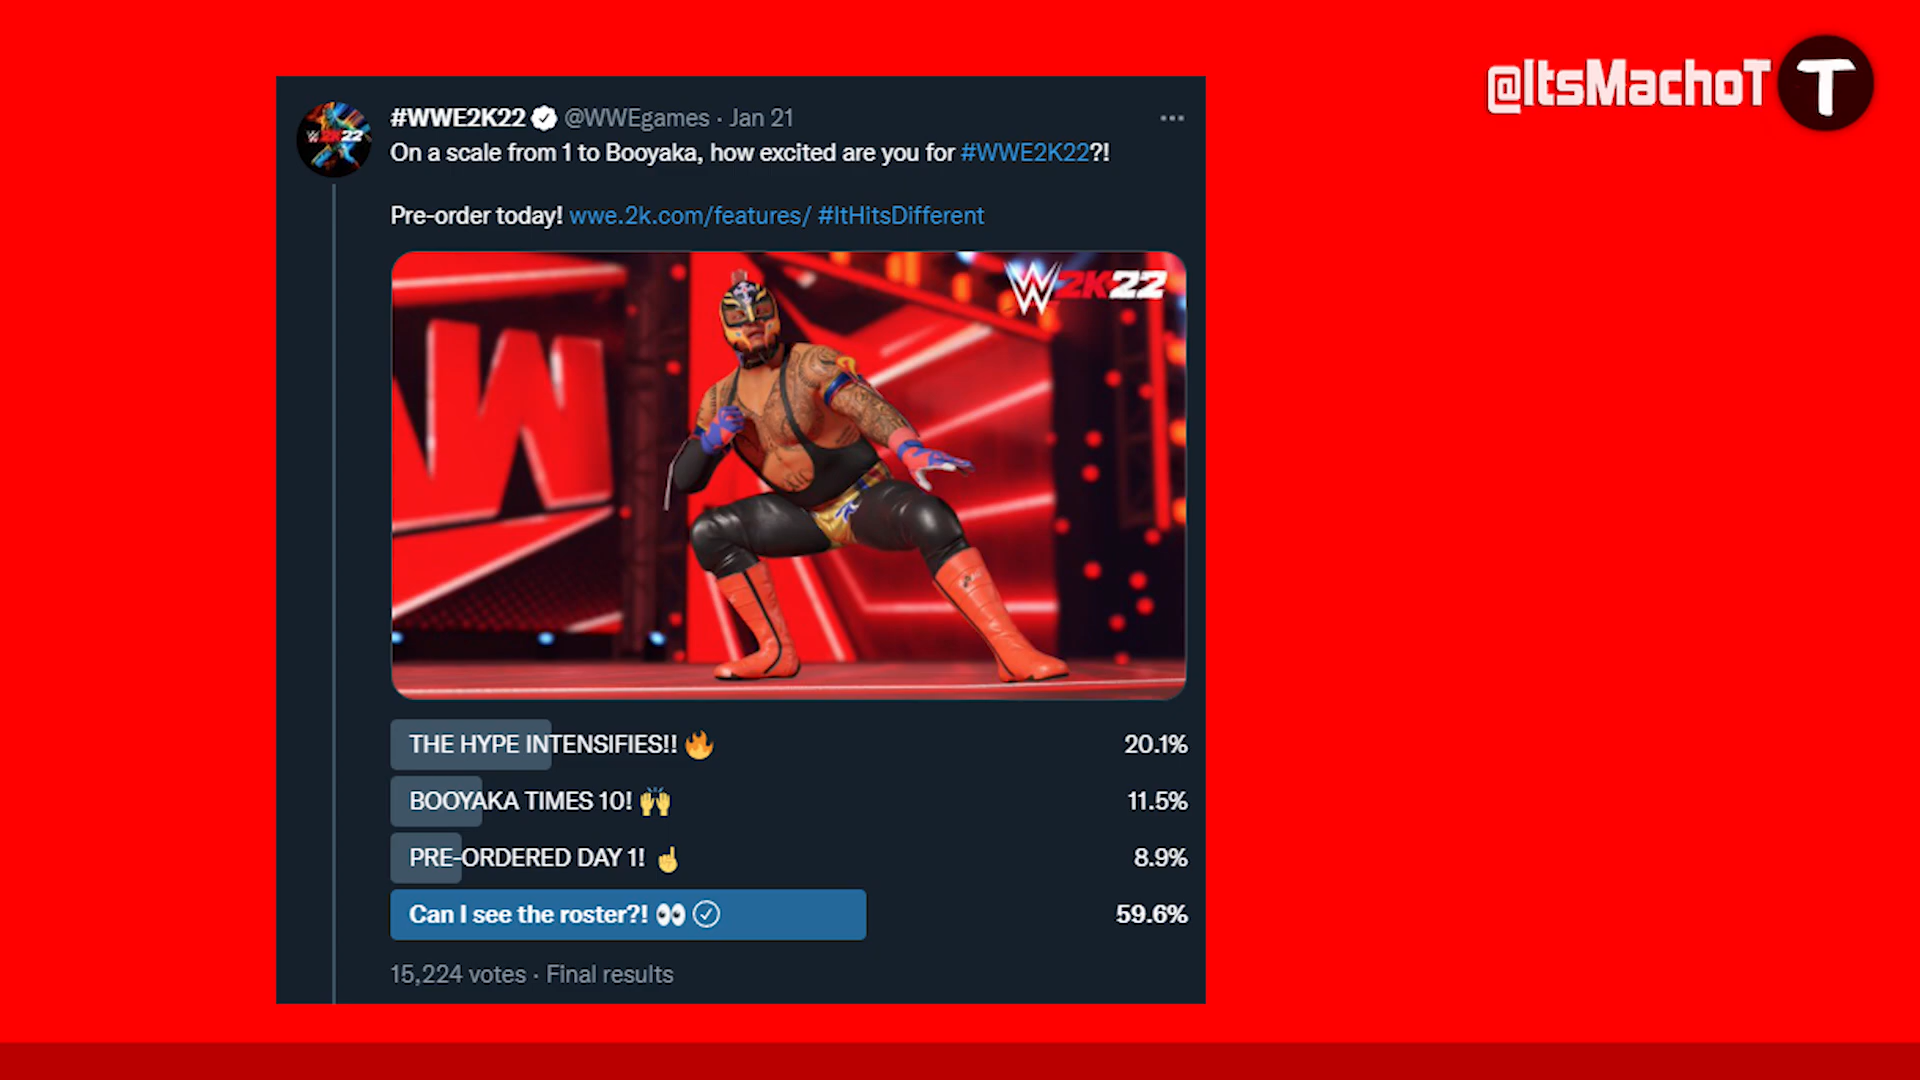 @ItsMachoT T
#WWE2K22 @WWEgames · Jan 21
On a scale from 1 to Booyaka, how excited are you for #WWE2K22?!
Pre-order today! wwe.2k.com/features/ #ItHitsDifferent
W 2K22
W 2K22
W
THE HYPE INTENSIFIES!! 🔥 20.1%
BOOYAKA TIMES 10! 🙌 11.5%
PRE-ORDERED DAY 1! ☝️ 8.9%
Can I see the roster?! 👀 59.6%
15,224 votes · Final results